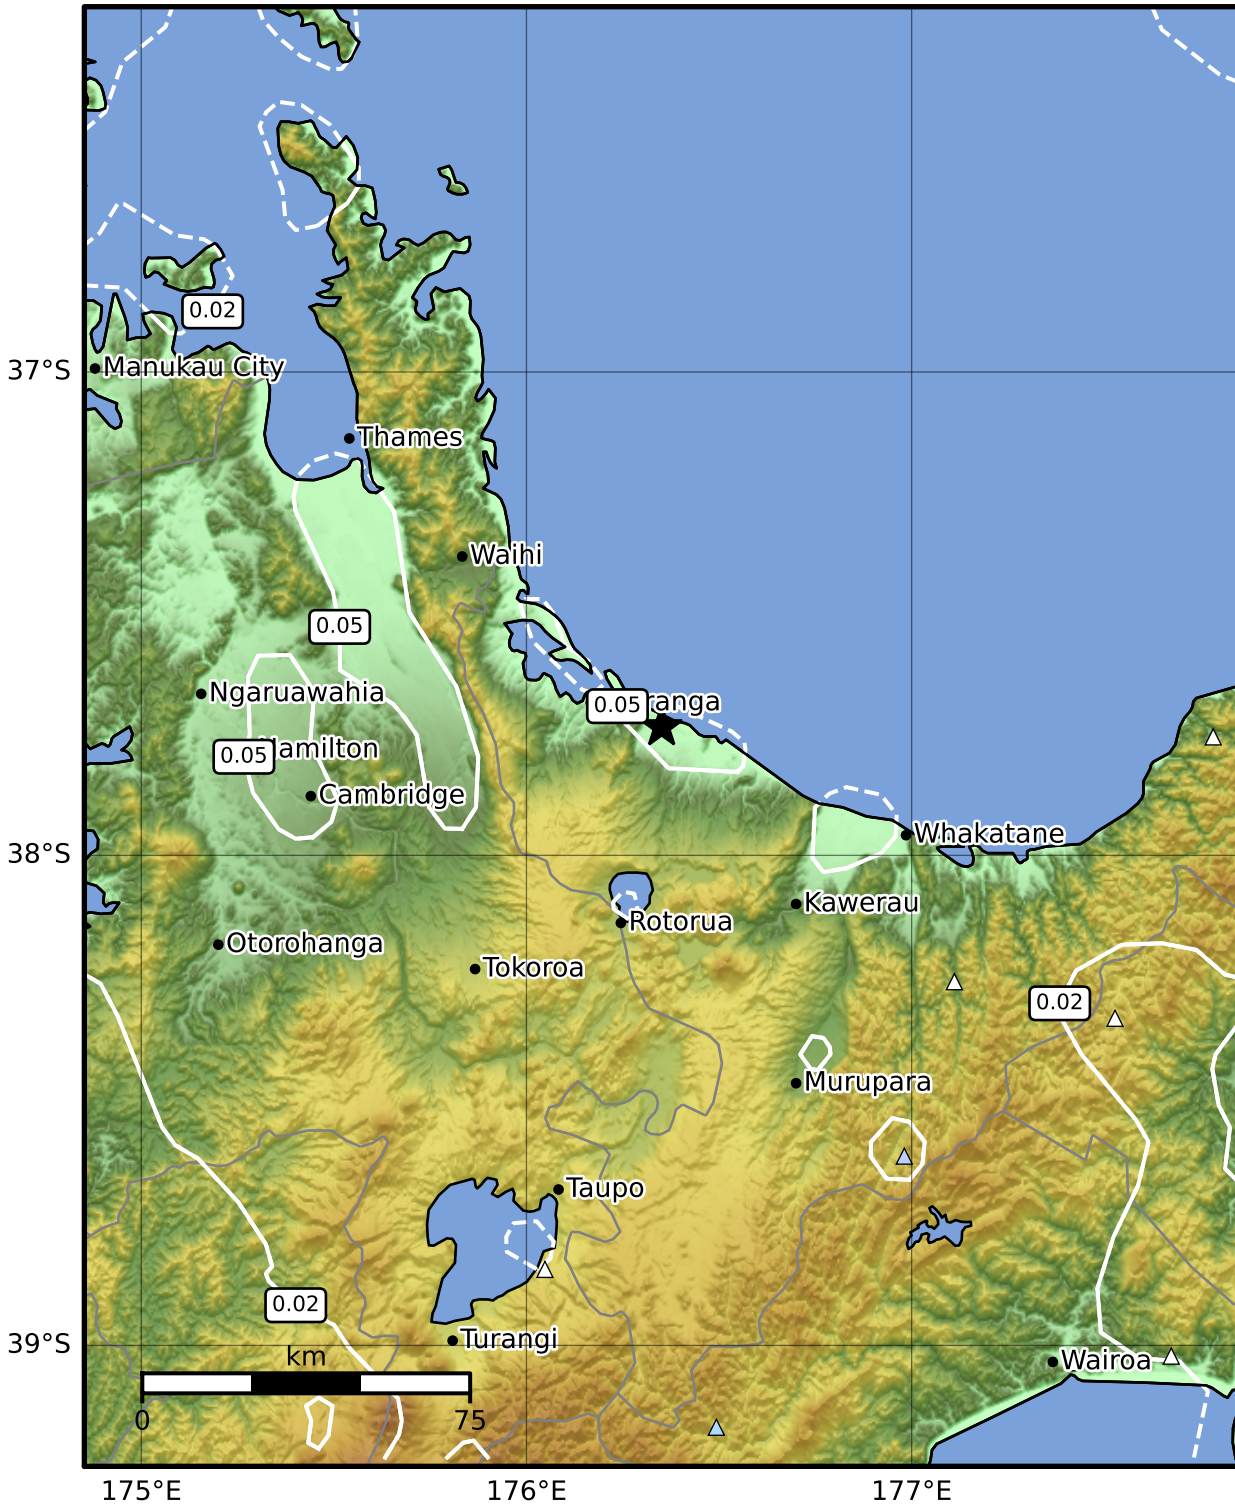 0.02
37°S
Manukau City
Thames
Waihi
0.05
Ngaruawahia
0.05
ranga
0.05
amilton
Cambridge
Whakatane
38°S
Kawerau
Rotorua
Otorohanga
Tokoroa
0.02
Murupara
Taupo
0.02
39°S
Turangi
km
Wairoa
0
75
175°E
176°E
177°E